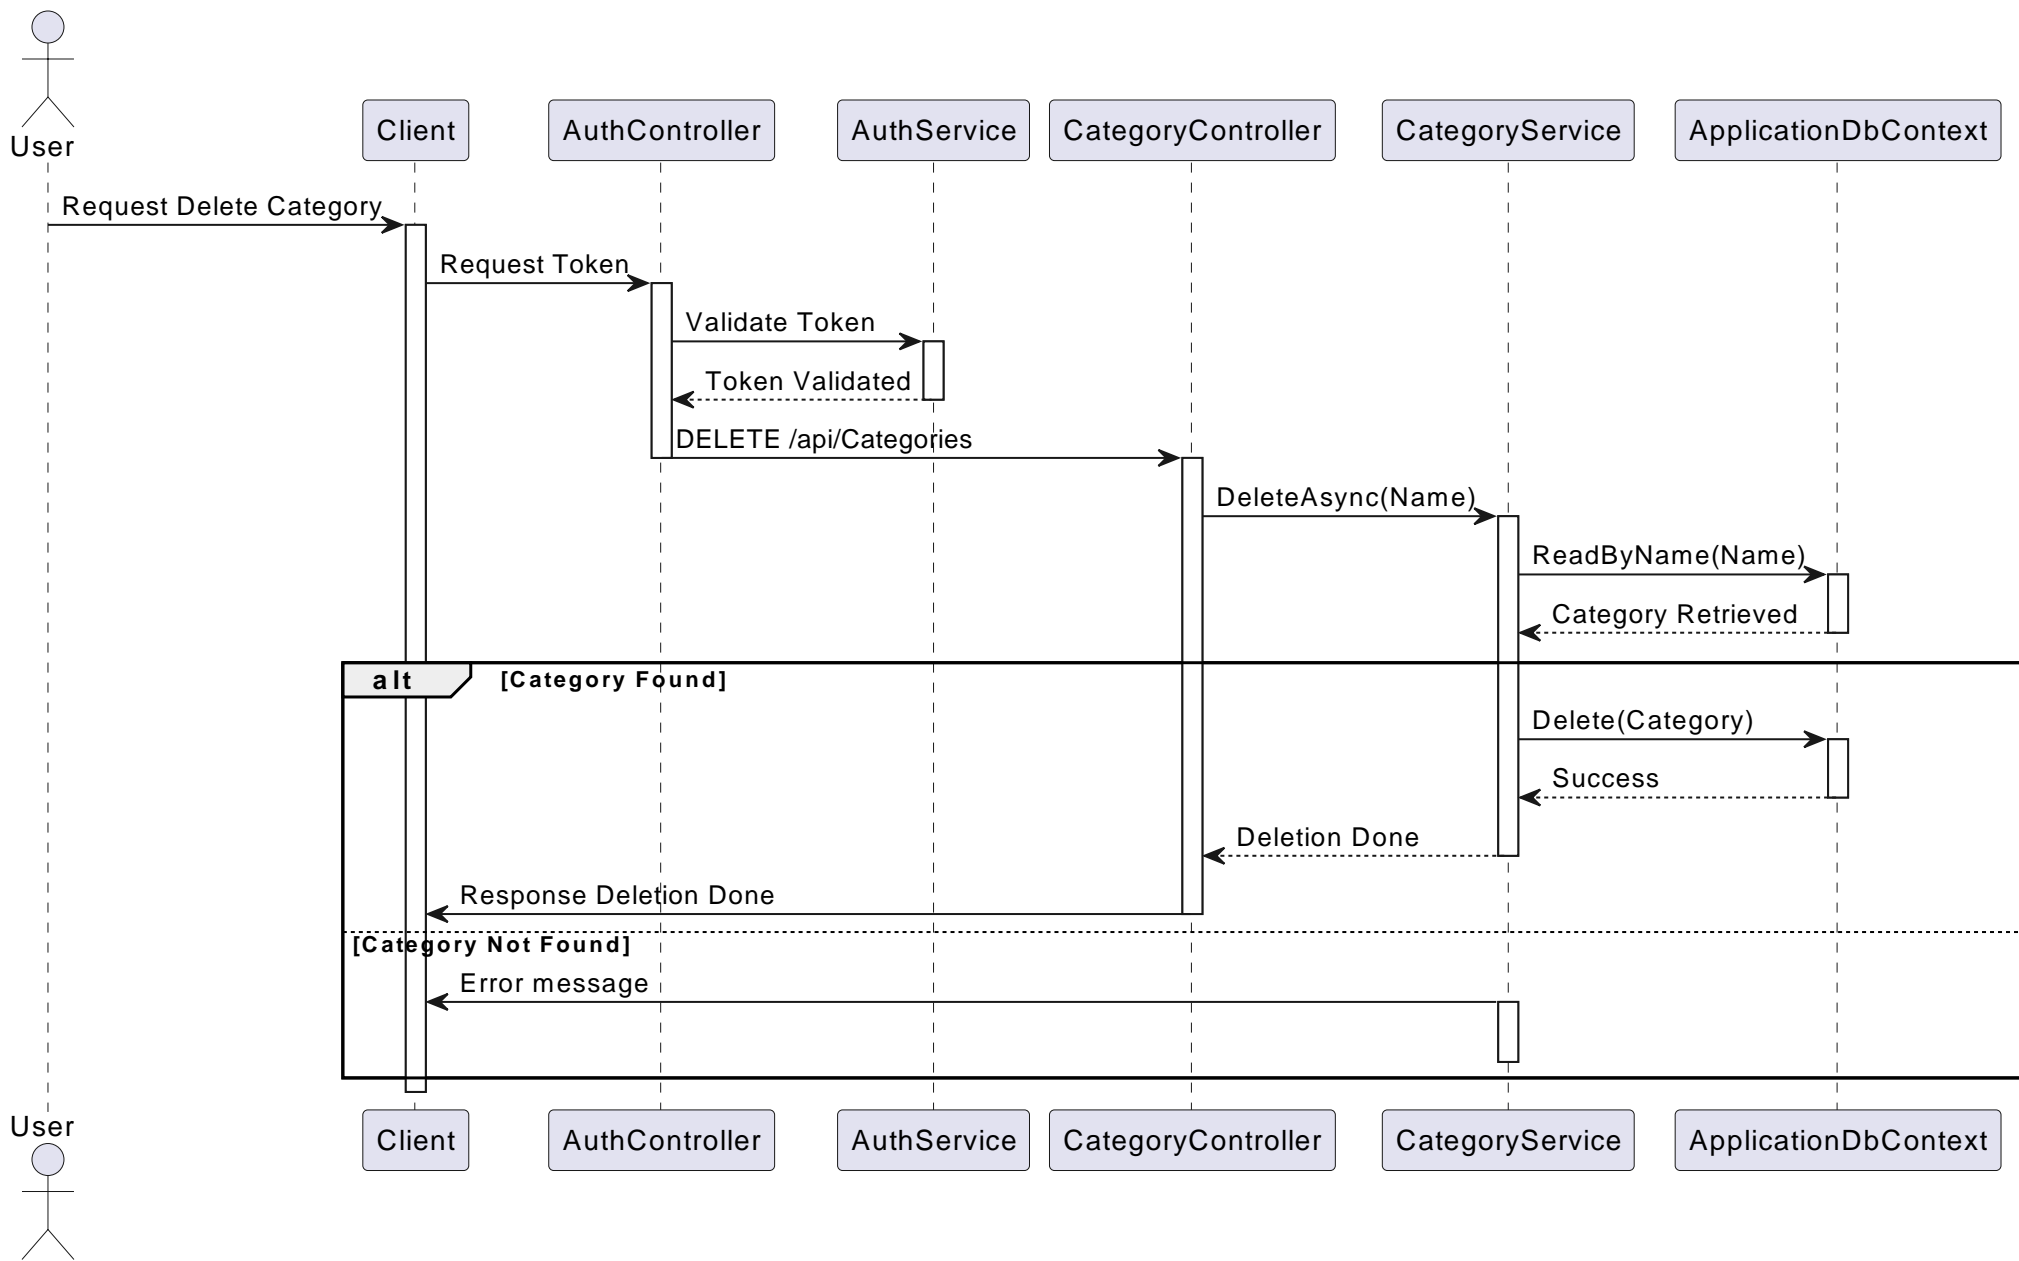 User
Client
AuthController
AuthService
CategoryController
CategoryService
ApplicationDbContext
Request Delete Category
Request Token
Validate Token
Token Validated
DELETE /api/Categories
DeleteAsync(Name)
ReadByName(Name)
Category Retrieved
alt [Category Found]
Delete(Category)
Success
Deletion Done
Response Deletion Done
[Category Not Found]
Error message
User
Client
AuthController
AuthService
CategoryController
CategoryService
ApplicationDbContext